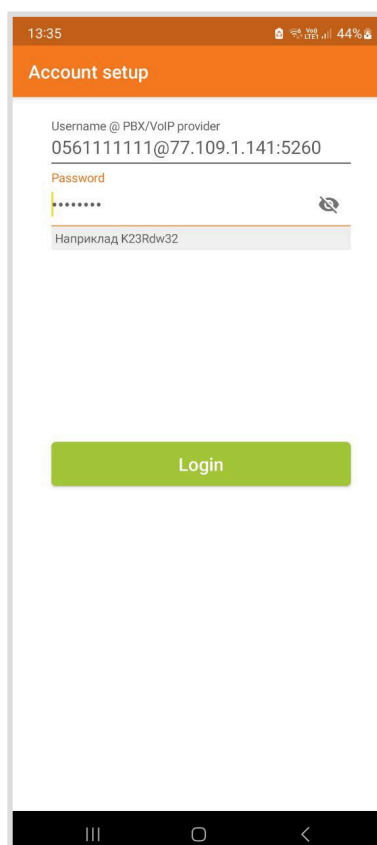 13:35 44%
Account setup
Username @ PBX/VoIP provider
0561111111@77.109.1.141:5260
Password
••••••••
Наприклад K23Rdw32
Login